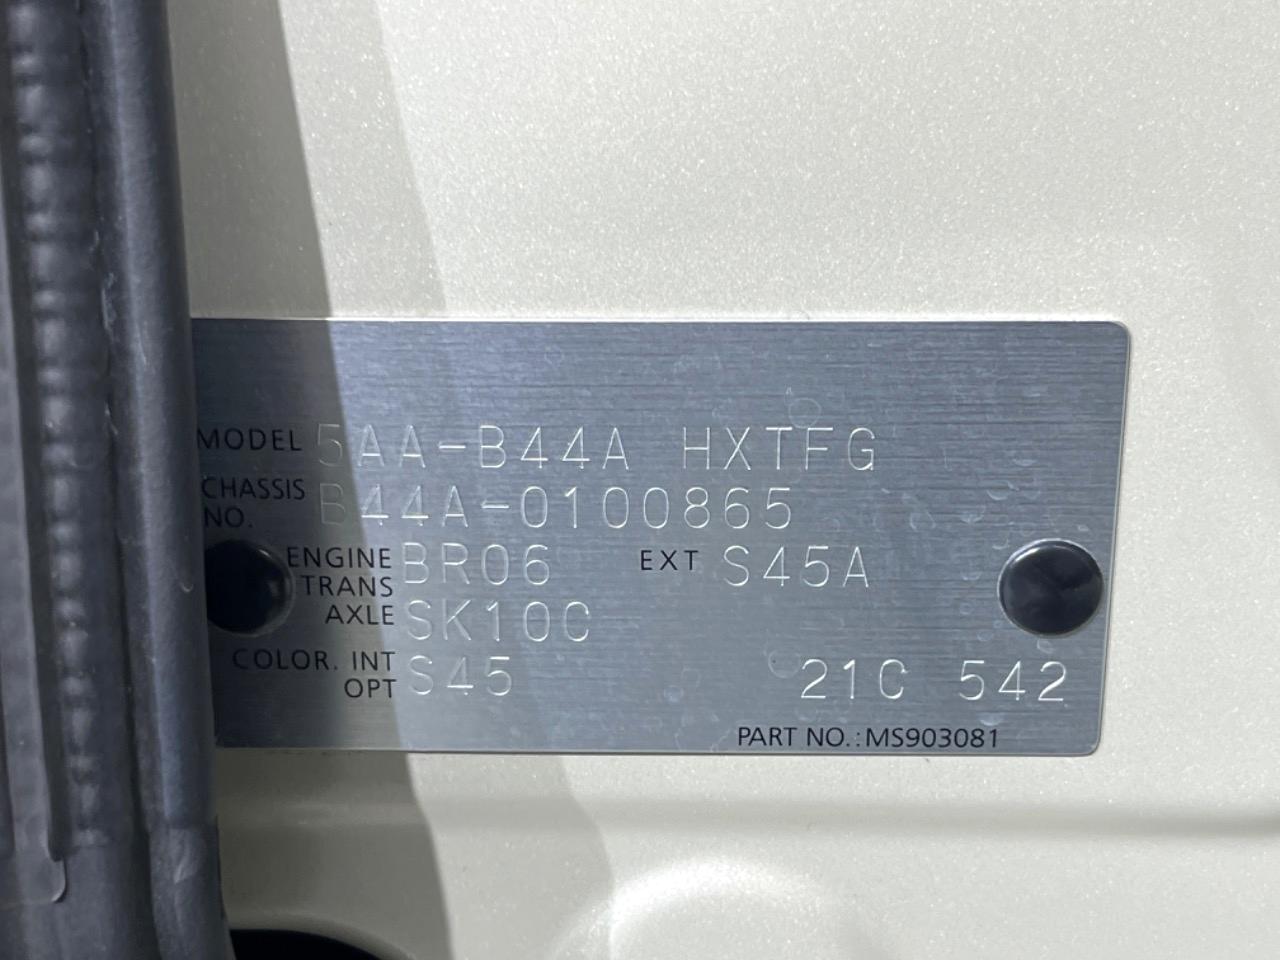 MODEL 5AA-B44A HXTFG
CHASSIS NO. B44A-0100865
ENGINE BR06 EXT S45A
TRANS AXLE SK10C
COLOR. INT OPT S45 21C 542
PART NO.: MS903081